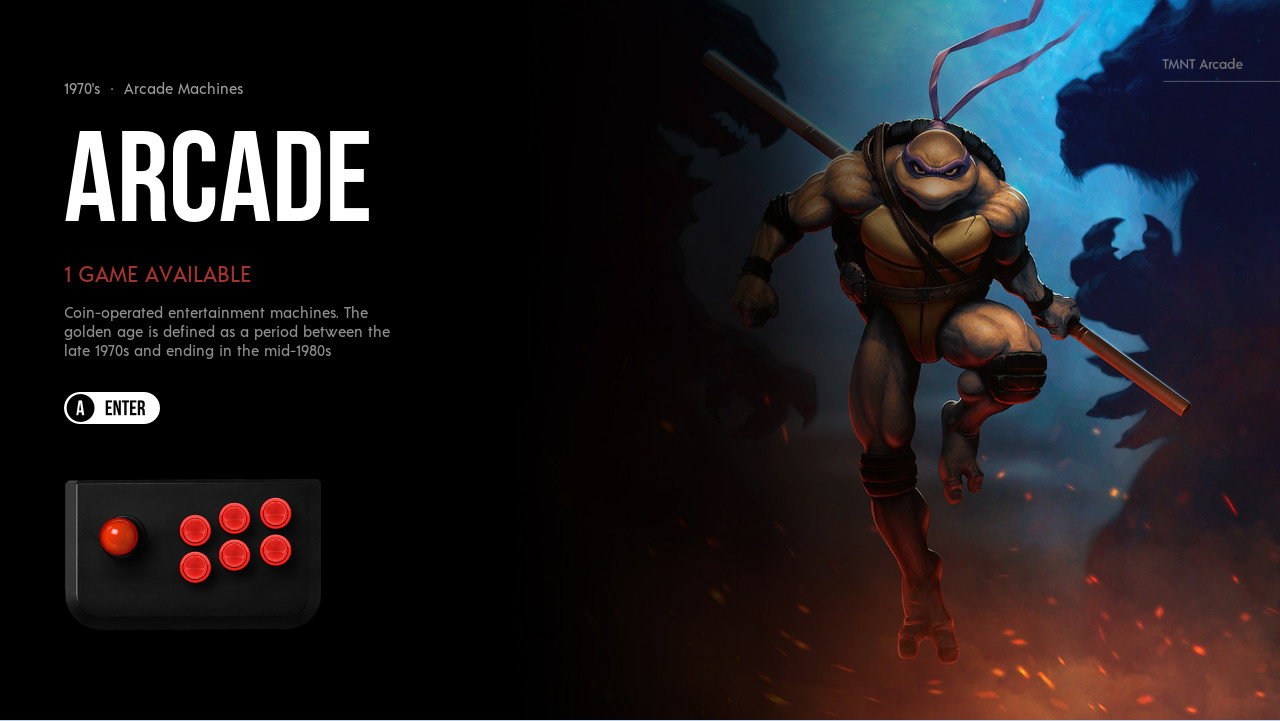 1970's · Arcade Machines
TMNT Arcade
ARCADE
1 GAME AVAILABLE
Coin-operated entertainment machines. The
golden age is defined as a period between the
late 1970s and ending in the mid-1980s
A ENTER